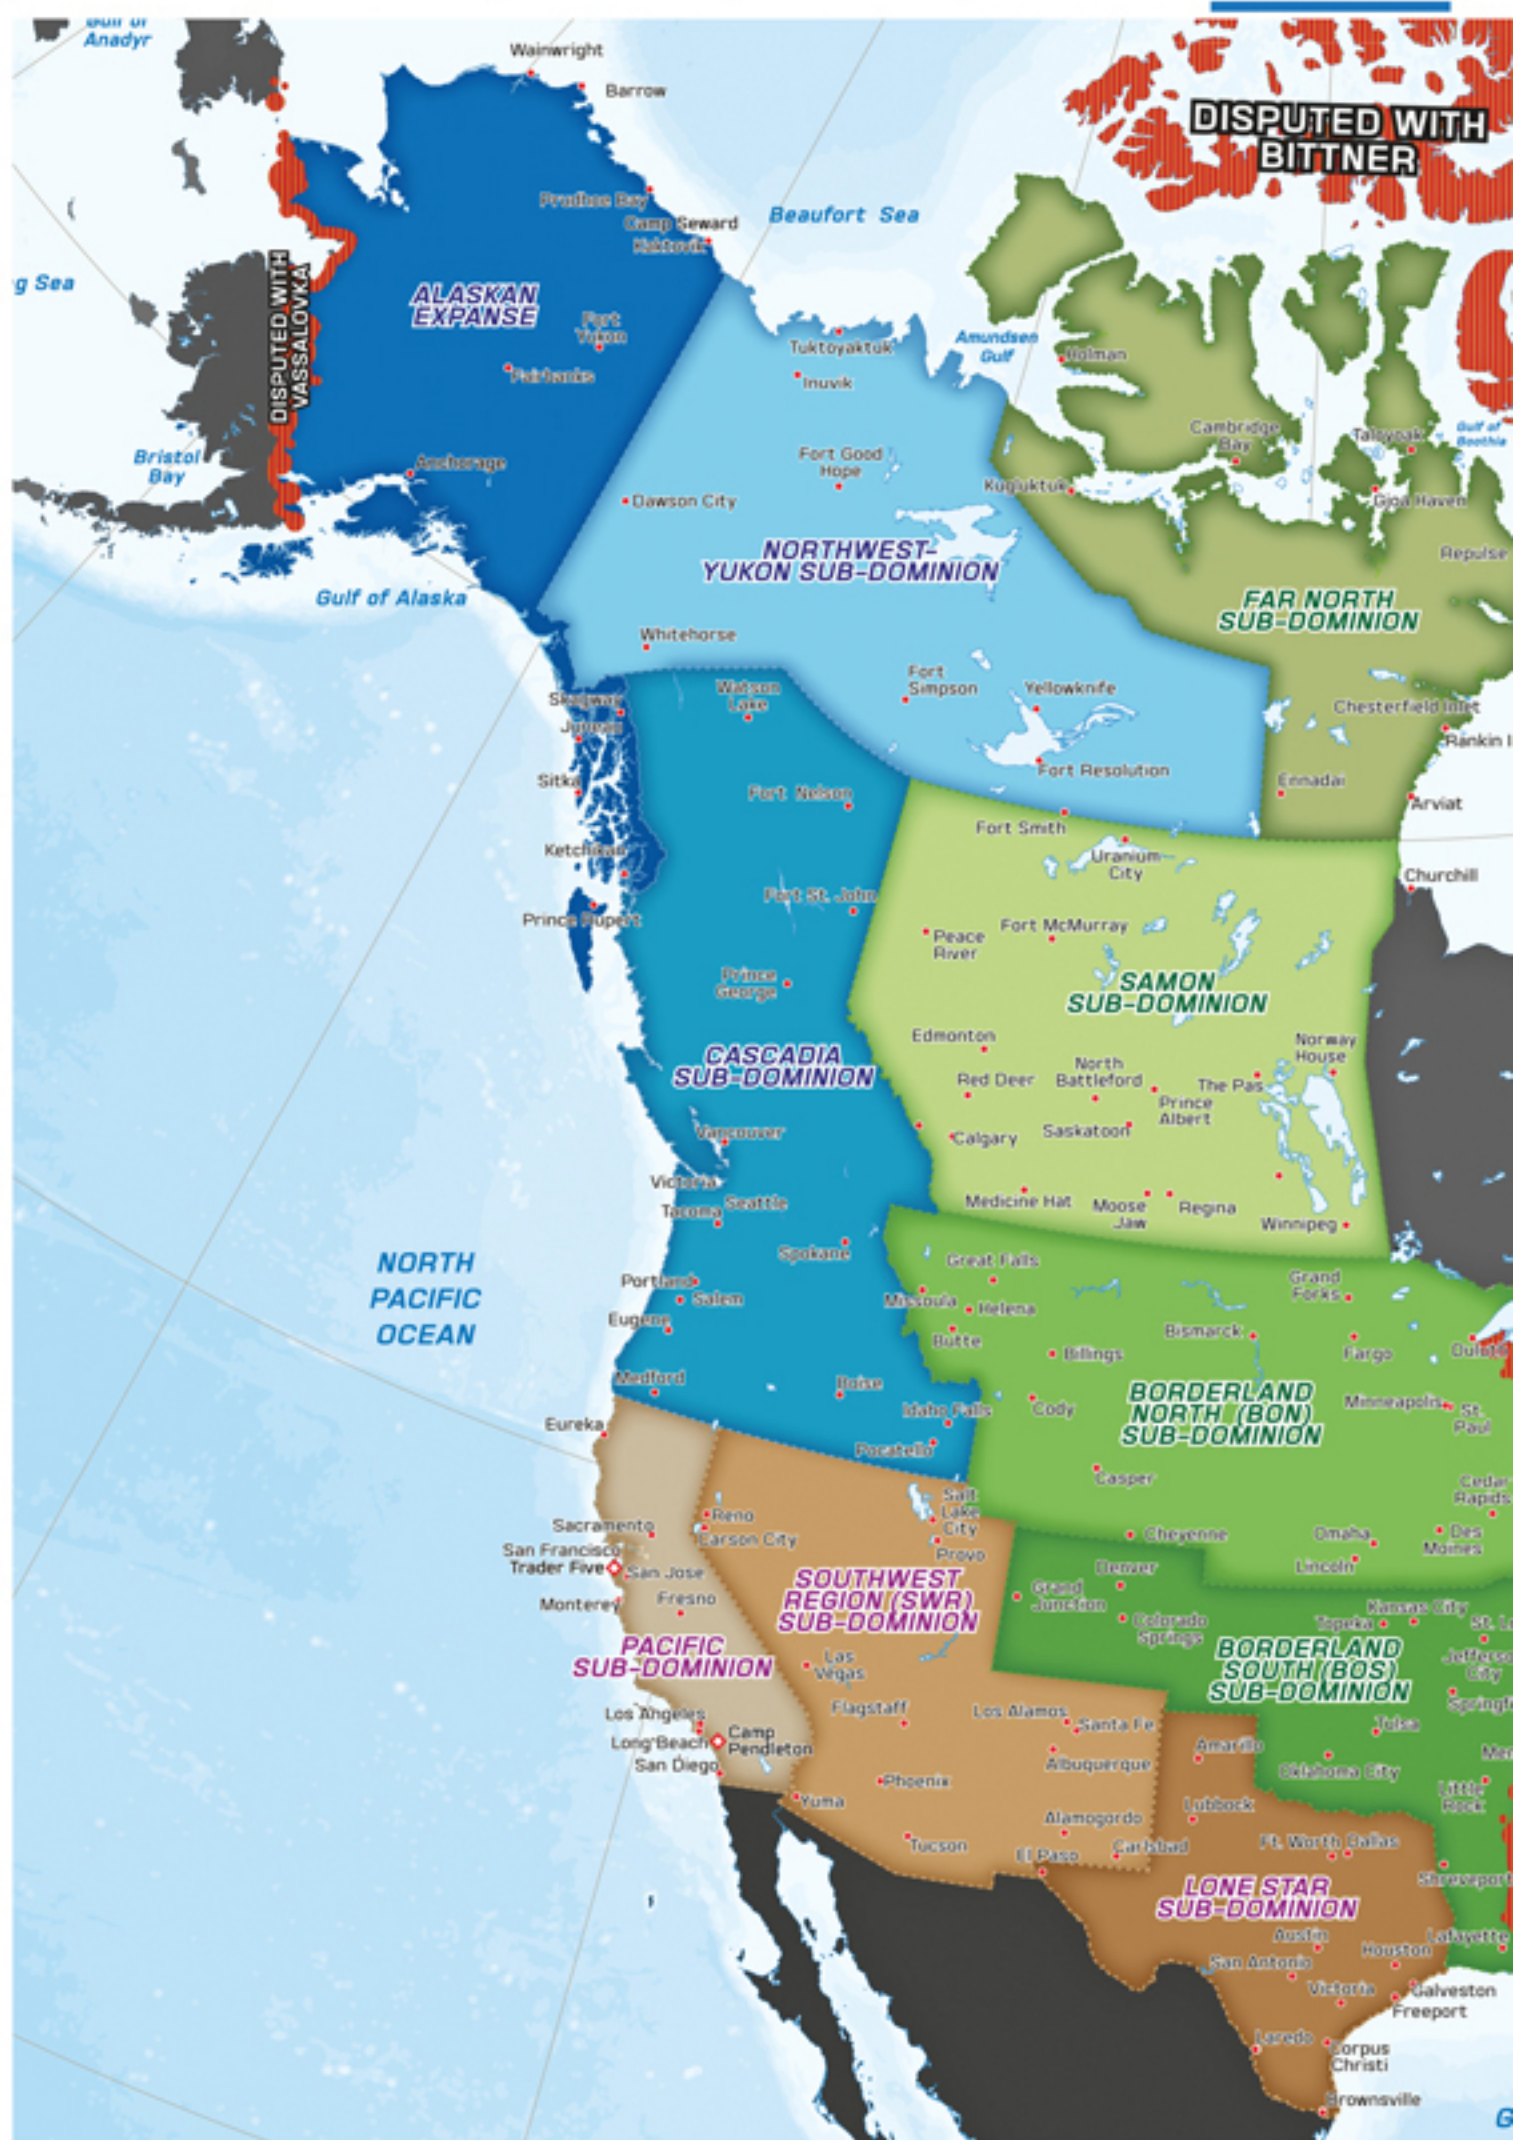 Gulf of
Anadyr
Wainwright
Barrow
DISPUTED WITH
BITTNER
Prudhoe Bay
Camp Seward
Kaktovik
Beaufort Sea
g Sea
ALASKAN
EXPANSE
DISPUTED WITH
VASSALOVKA
Fort
Yukon
Fairbanks
Tuktoyaktuk
Inuvik
Amundsen
Gulf
Holman
Cambridge
Bay
Taloyoak
Gulf of
Boothia
Bristol
Bay
Anchorage
Fort Good
Hope
Dawson City
Kugluktuk
Gjoa Haven
Repulse
NORTHWEST-
YUKON SUB-DOMINION
Gulf of Alaska
FAR NORTH
SUB-DOMINION
Whitehorse
Fort
Simpson
Yellowknife
Skagway
Juneau
Watson
Lake
Chesterfield Inlet
Rankin I
Sitka
Fort Nelson
Fort Resolution
Ennadai
Arviat
Fort Smith
Uranium
City
Ketchikan
Churchill
Prince Rupert
Fort St. John
Peace
River
Fort McMurray
Prince
George
SAMON
SUB-DOMINION
Edmonton
Norway
House
CASCADIA
SUB-DOMINION
Red Deer
North
Battleford
The Pas
Prince
Albert
Vancouver
Calgary
Saskatoon
Victoria
Seattle
Tacoma
Medicine Hat
Moose
Jaw
Regina
Winnipeg
Spokane
NORTH
PACIFIC
OCEAN
Great Falls
Grand
Forks
Portland
Salem
Missoula
Helena
Eugene
Butte
Bismarck
Fargo
Duluth
Billings
Medford
Boise
BORDERLAND
NORTH (BON)
SUB-DOMINION
Idaho Falls
Cody
Minneapolis
St.
Paul
Eureka
Pocatello
Casper
Cedar
Rapids
Salt
Lake
City
Reno
Carson City
Sacramento
San Francisco
Trader Five
San Jose
Provo
Cheyenne
Omaha
Des
Moines
Lincoln
Denver
Monterey
Fresno
SOUTHWEST
REGION (SWR)
SUB-DOMINION
Grand
Junction
Colorado
Springs
Kansas City
Topeka
St. L
PACIFIC
SUB-DOMINION
Las
Vegas
BORDERLAND
SOUTH (BOS)
SUB-DOMINION
Jefferso
City
Springf
Los Angeles
Long Beach
Camp
Pendleton
San Diego
Flagstaff
Los Alamos
Santa Fe
Tulsa
Albuquerque
Amarillo
Oklahoma City
Mem
Little
Rock
Phoenix
Yuma
Lubbock
Alamogordo
Tucson
El Paso
Carlsbad
Ft. Worth
Dallas
Shreveport
LONE STAR
SUB-DOMINION
Austin
Houston
Lafayette
San Antonio
Victoria
Galveston
Freeport
Laredo
Corpus
Christi
Brownsville
G